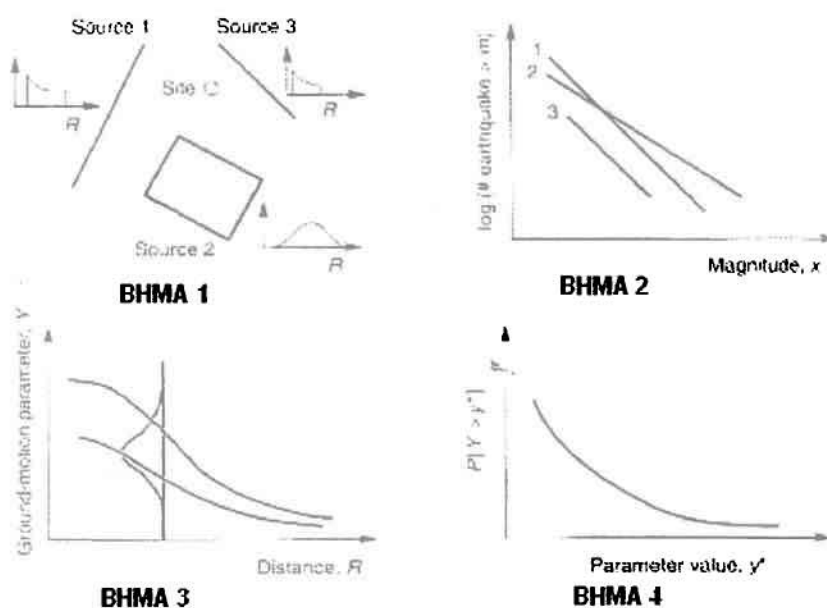 Source 1
Source 3
Site
R
R
Source 2
R
BHMA 1
1
2
3
Magnitude, x
BHMA 2
Ground-motion parameter, Y
Distance, R
BHMA 3
P[Y > y*]
Parameter value, y*
BHMA 4